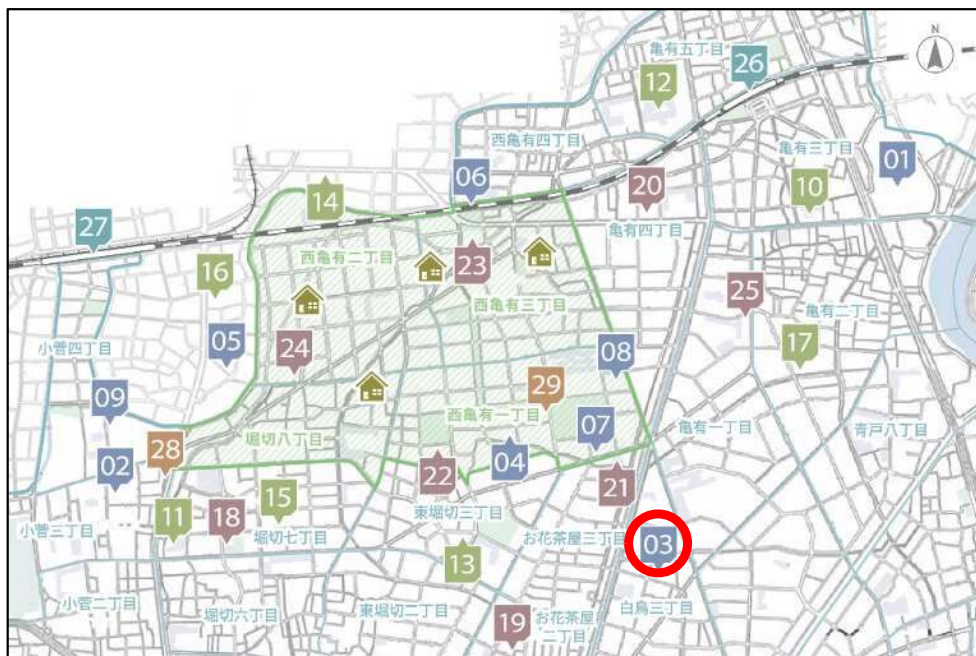 亀有五丁目
26
N
12
西亀有四丁目
亀有三丁目
01
06
20
10
14
27
亀有四丁目
23
16
西亀有二丁目
25
西亀有三丁目
亀有二丁目
小菅四丁目
05
24
08
17
09
29
西亀有一丁目
07
亀有一丁目
青戸八丁目
堀切八丁目
28
02
04
22
21
15
東堀切三丁目
11
18
小菅三丁目
堀切七丁目
お花茶屋三丁目
03
13
小菅二丁目
堀切六丁目
東堀切二丁目
白鳥三丁目
19
お花茶屋
二丁目